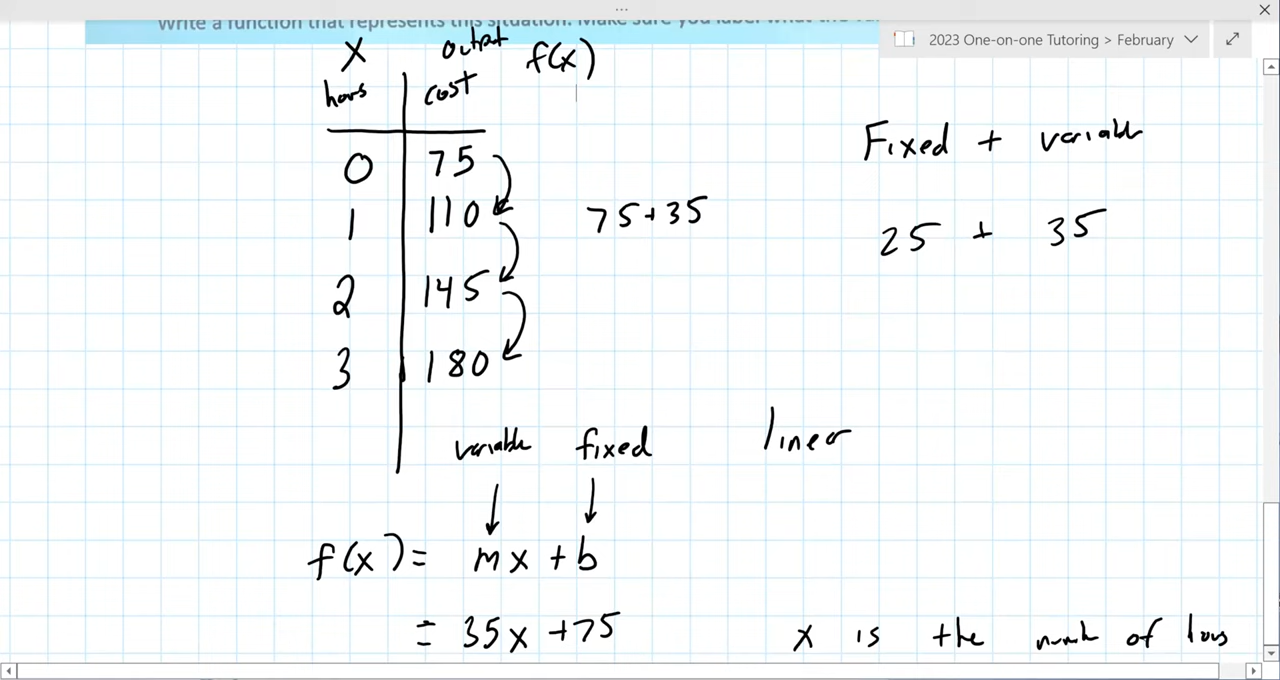 Write a function that represents this situation. Make sure you label what the
2023 One-on-one Tutoring > February
x output f(x)
hours cost
Fixed + variable
0 75
1 110 75+35
25 + 35
2 145
3 180
variable fixed linear
f(x) = mx + b
= 35x + 75
x is the of hours